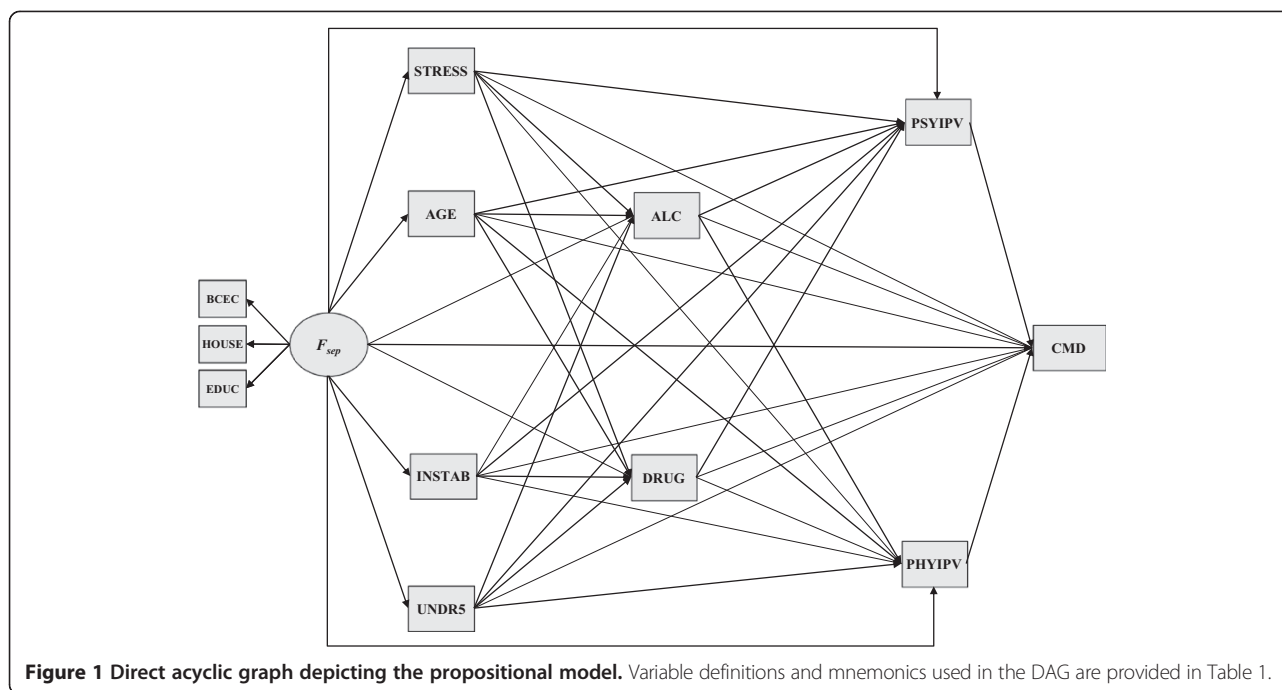 STRESS
PSYIPV
AGE
ALC
BCEC
HOUSE
EDUC
Fsep
CMD
INSTAB
DRUG
PHYIPV
UNDR5
Figure 1 Direct acyclic graph depicting the propositional model. Variable definitions and mnemonics used in the DAG are provided in Table 1.